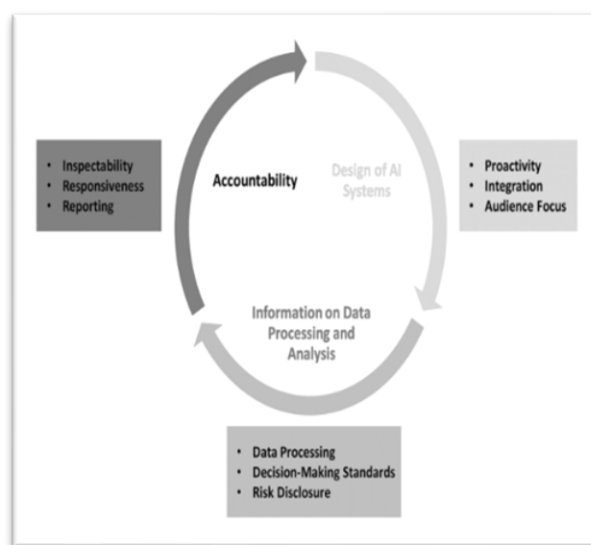 Accountability
Design of AI
Systems
• Inspectability
• Responsiveness
• Reporting
• Proactivity
• Integration
• Audience Focus
Information on Data
Processing and
Analysis
• Data Processing
• Decision-Making Standards
• Risk Disclosure